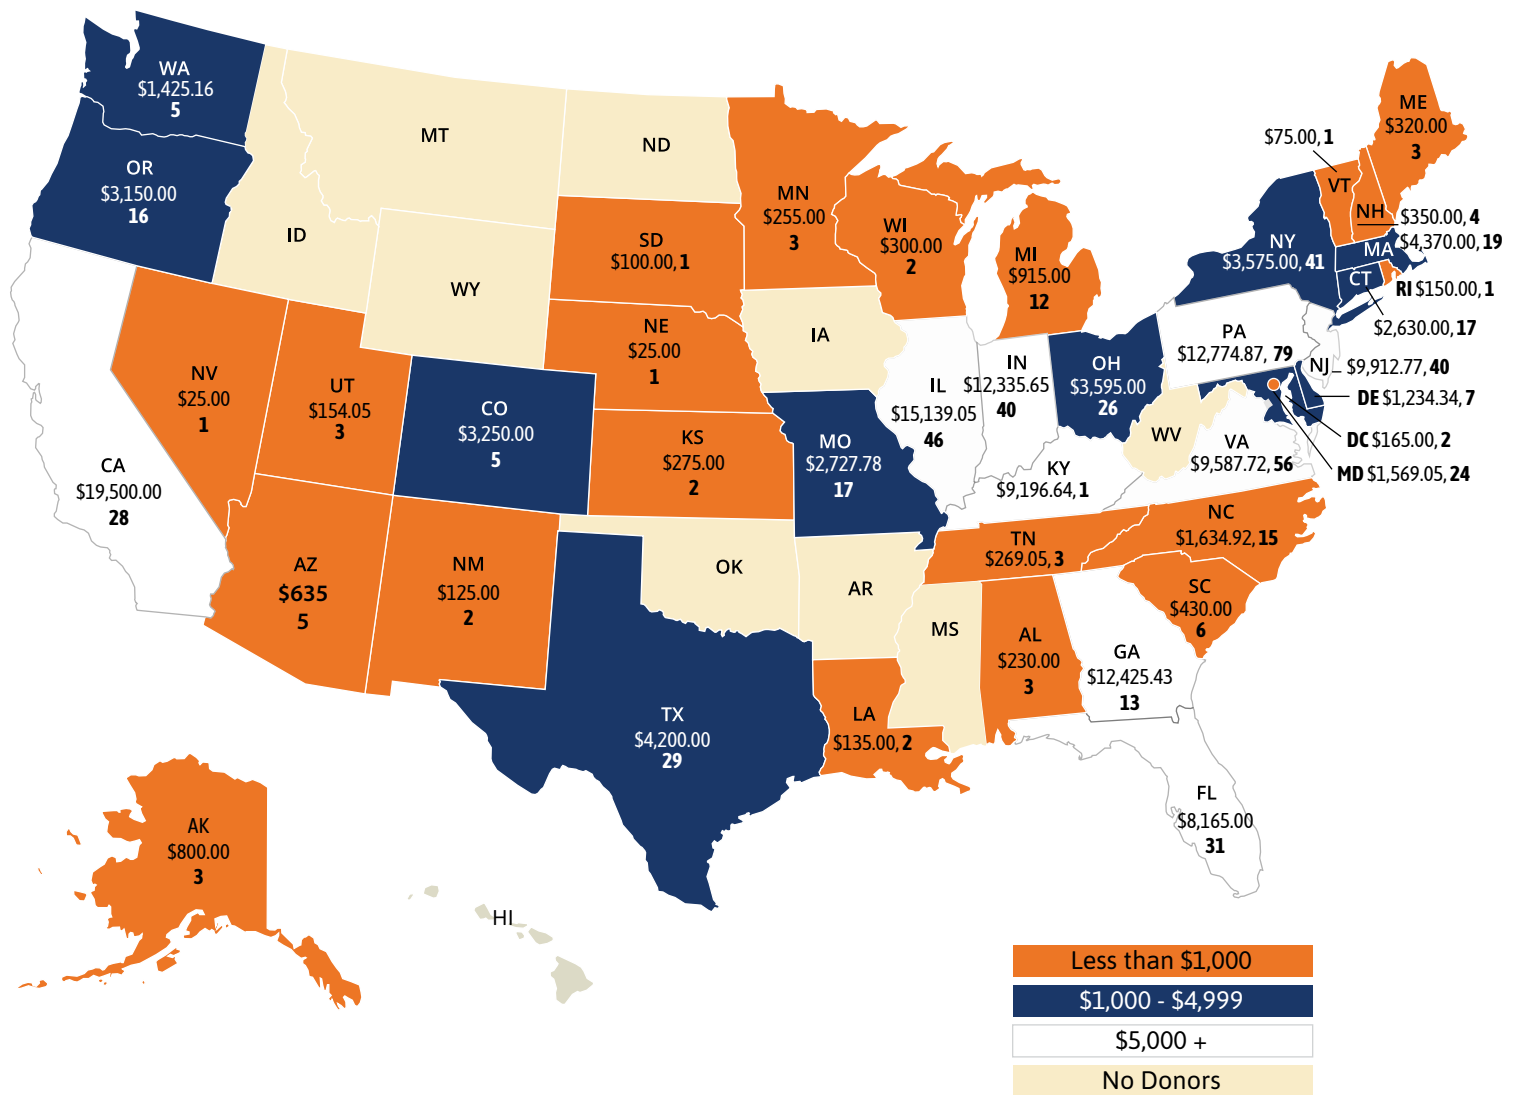 WA
$1,425.16
5
OR
$3,150.00
16
CA
$19,500.00
28
ID
MT
WY
ND
SD
$100.00, 1
NE
$25.00
1
NV
$25.00
1
UT
$154.05
3
CO
$3,250.00
5
KS
$275.00
2
AZ
$635
5
NM
$125.00
2
OK
TX
$4,200.00
29
MN
$255.00
3
IA
MO
$2,727.78
17
AR
LA
$135.00, 2
WI
$300.00
2
MI
$915.00
12
IL
$15,139.05
46
IN
$12,335.65
40
OH
$3,595.00
26
KY
$9,196.64, 1
TN
$269.05, 3
MS
AL
$230.00
3
GA
$12,425.43
13
FL
$8,165.00
31
SC
$430.00
6
NC
$1,634.92, 15
VA
$9,587.72, 56
WV
PA
$12,774.87, 79
NY
$3,575.00, 41
ME
$320.00
3
$75.00, 1
VT
NH
$350.00, 4
MA
$4,370.00, 19
CT
RI $150.00, 1
$2,630.00, 17
NJ
$9,912.77, 40
DE $1,234.34, 7
DC $165.00, 2
MD $1,569.05, 24
AK
$800.00
3
HI
Less than $1,000
$1,000 - $4,999
$5,000 +
No Donors